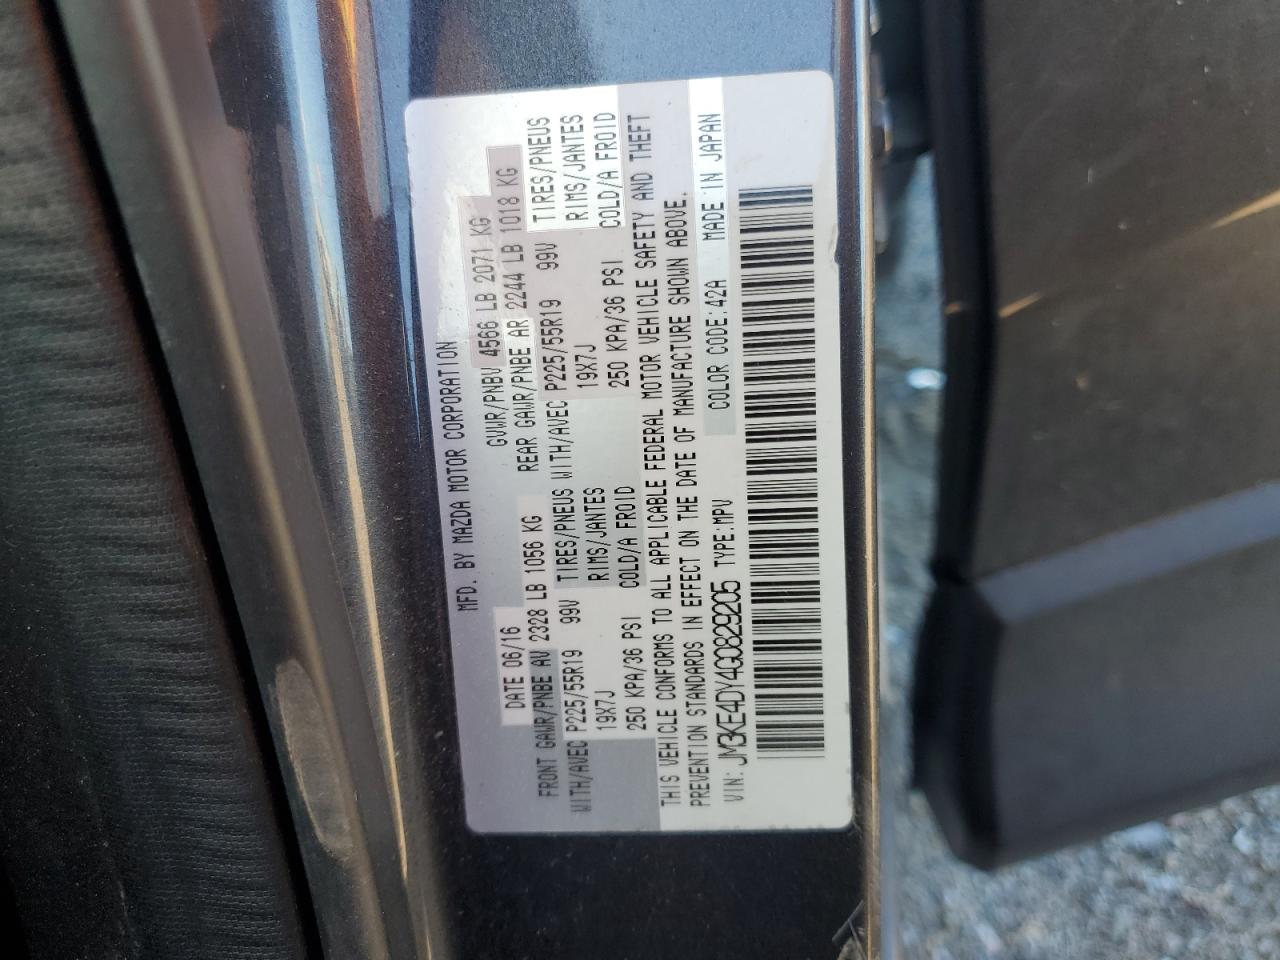 MFD. BY MAZDA MOTOR CORPORATION
DATE 06/16 GVWR/PNBV 4566 LB 2071 KG
FRONT GAWR/PNBE AV 2328 LB 1056 KG REAR GAWR/PNBE AR 2244 LB 1018 KG
WITH/AVEC P225/55R19 99V TIRES/PNEUS WITH/AVEC P225/55R19 99V TIRES/PNEUS
19X7J RIMS/JANTES 19X7J RIMS/JANTES
250 KPA/36 PSI COLD/A FROID 250 KPA/36 PSI COLD/A FROID
THIS VEHICLE CONFORMS TO ALL APPLICABLE FEDERAL MOTOR VEHICLE SAFETY AND THEFT
PREVENTION STANDARDS IN EFFECT ON THE DATE OF MANUFACTURE SHOWN ABOVE.
VIN: JM3KE4DY4G0829205 TYPE:MPV COLOR CODE:42A MADE IN JAPAN